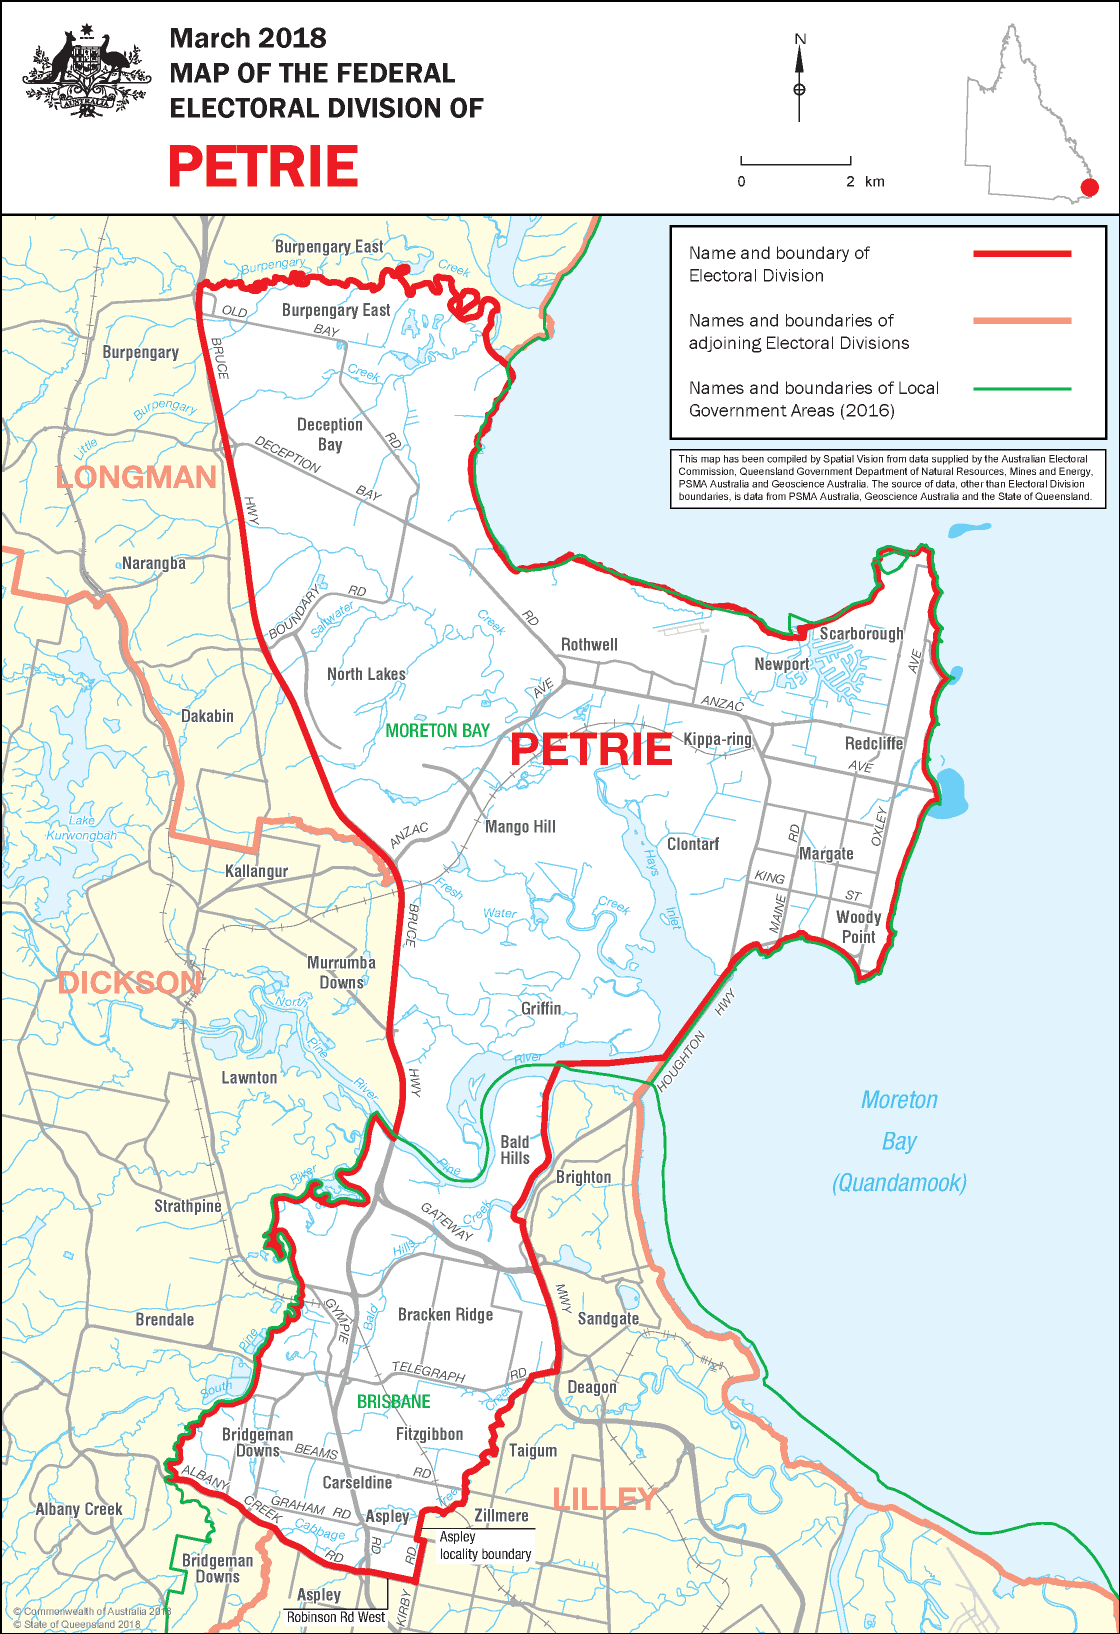 March 2018
MAP OF THE FEDERAL
ELECTORAL DIVISION OF
PETRIE
AUSTRALIA
N
0 2 km
Name and boundary of
Electoral Division
Names and boundaries of
adjoining Electoral Divisions
Names and boundaries of Local
Government Areas (2016)
This map has been compiled by Spatial Vision from data supplied by the Australian Electoral
Commission, Queensland Government Department of Natural Resources, Mines and Energy,
PSMA Australia and Geoscience Australia. The source of data, other than Electoral Division
boundaries, is data from PSMA Australia, Geoscience Australia and the State of Queensland.
Burpengary East
Burpengary Creek
Burpengary East
OLD
BAY
RD
BRUCE
Burpengary
Creek
Burpengary
Little
Deception
Bay
DECEPTION
BAY
RD
LONGMAN
HWY
Narangba
BOUNDARY
RD
Saltwater
Creek
Rothwell
Scarborough
Newport
AVE
North Lakes
AVE
ANZAC
Dakabin
MORETON BAY
PETRIE
Kippa-ring
Redcliffe
AVE
Lake
Kurwongbah
ANZAC
Mango Hill
Clontarf
RD
OXLEY
Margate
Hays
Inlet
Kallangur
KING
ST
Fresh
Water
Creek
MAINE
Woody
Point
BRUCE
Murrumba
Downs
DICKSON
North
Pine
River
Griffin
HWY
HOUGHTON
River
Lawnton
HWY
Moreton
Bay
(Quandamook)
Bald
Hills
Pine
River
Brighton
Strathpine
Creek
GATEWAY
Hills
MWY
Brendale
GYMPIE
Bald
Bracken Ridge
Sandgate
Pine
TELEGRAPH
RD
South
Creek
Deagon
BRISBANE
Bridgeman
Downs
Fitzgibbon
BEAMS
RD
Taigum
ALBANY
Carseldine
LILLEY
CREEK
GRAHAM RD
Tree
Albany Creek
Aspley
Zillmere
Cabbage
Aspley
locality boundary
RD
RD
RD
Bridgeman
Downs
Aspley
KIRBY
Robinson Rd West
© Commonwealth of Australia 2018
© State of Queensland 2018